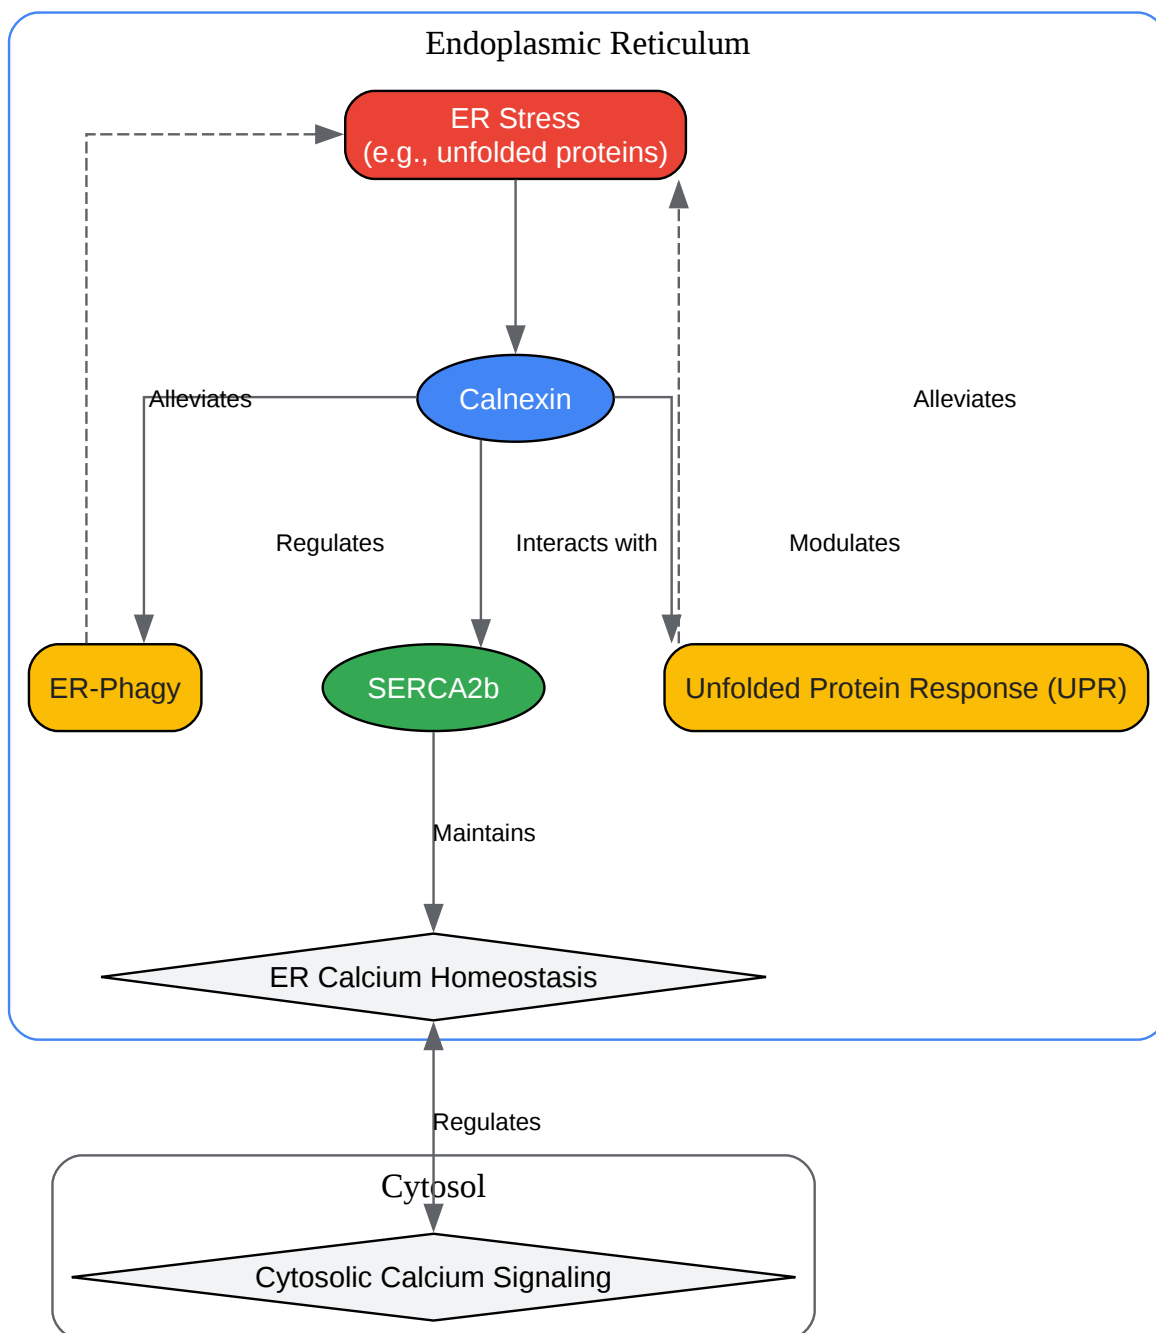 Endoplasmic Reticulum
ER Stress
(e.g., unfolded proteins)
Alleviates
Calnexin
Alleviates
Regulates
Interacts with
Modulates
ER-Phagy
SERCA2b
Unfolded Protein Response (UPR)
Maintains
ER Calcium Homeostasis
Regulates
Cytosol
Cytosolic Calcium Signaling